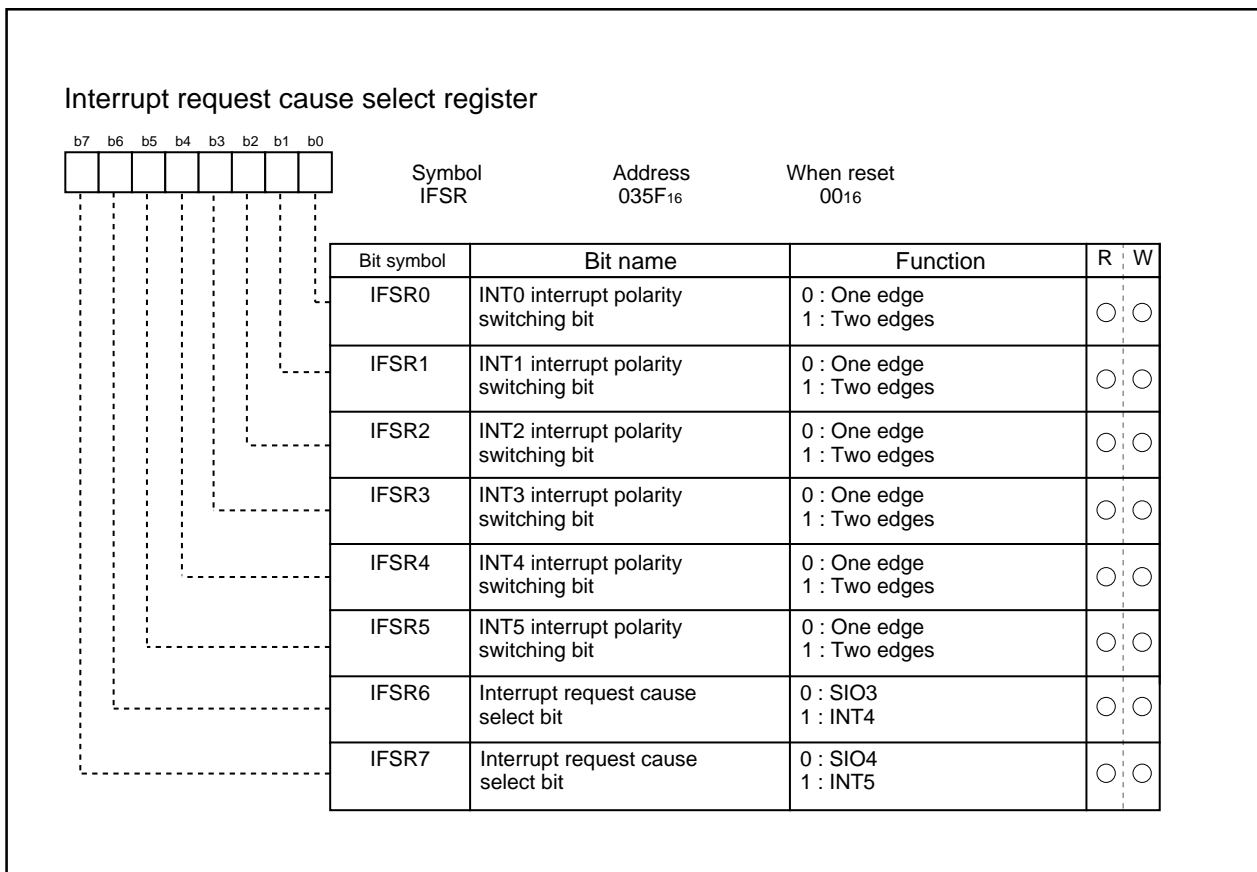 Interrupt request cause select register
b7 b6 b5 b4 b3 b2 b1 b0
Symbol Address When reset
IFSR 035F16 0016
Bit symbol Bit name Function R W
IFSR0 INT0 interrupt polarity 0 : One edge
switching bit 1 : Two edges
IFSR1 INT1 interrupt polarity 0 : One edge
switching bit 1 : Two edges
IFSR2 INT2 interrupt polarity 0 : One edge
switching bit 1 : Two edges
IFSR3 INT3 interrupt polarity 0 : One edge
switching bit 1 : Two edges
IFSR4 INT4 interrupt polarity 0 : One edge
switching bit 1 : Two edges
IFSR5 INT5 interrupt polarity 0 : One edge
switching bit 1 : Two edges
IFSR6 Interrupt request cause 0 : SIO3
select bit 1 : INT4
IFSR7 Interrupt request cause 0 : SIO4
select bit 1 : INT5